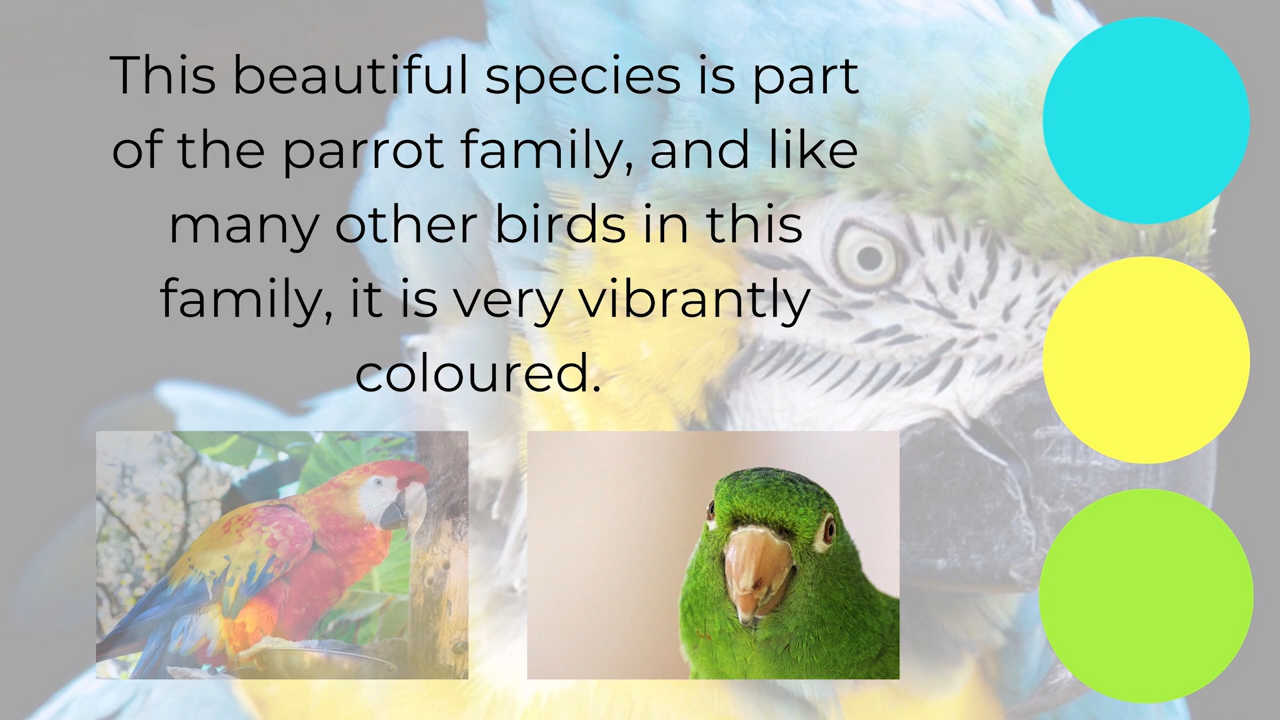 This beautiful species is part
of the parrot family, and like
many other birds in this
family, it is very vibrantly
coloured.